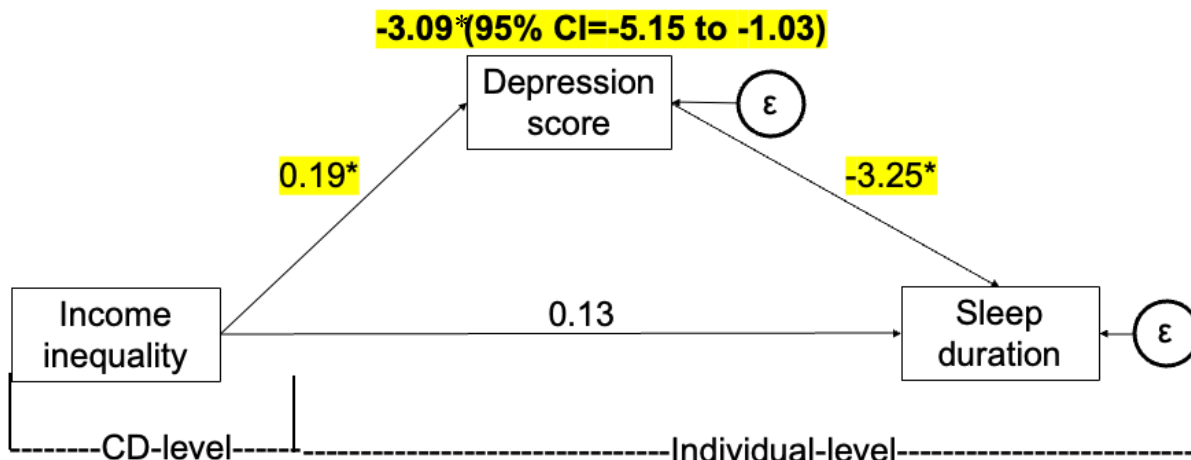 -3.09*(95% CI=-5.15 to -1.03)
Depression
score
ε
0.19*
-3.25*
Income
inequality
0.13
Sleep
duration
ε
CD-level
Individual-level